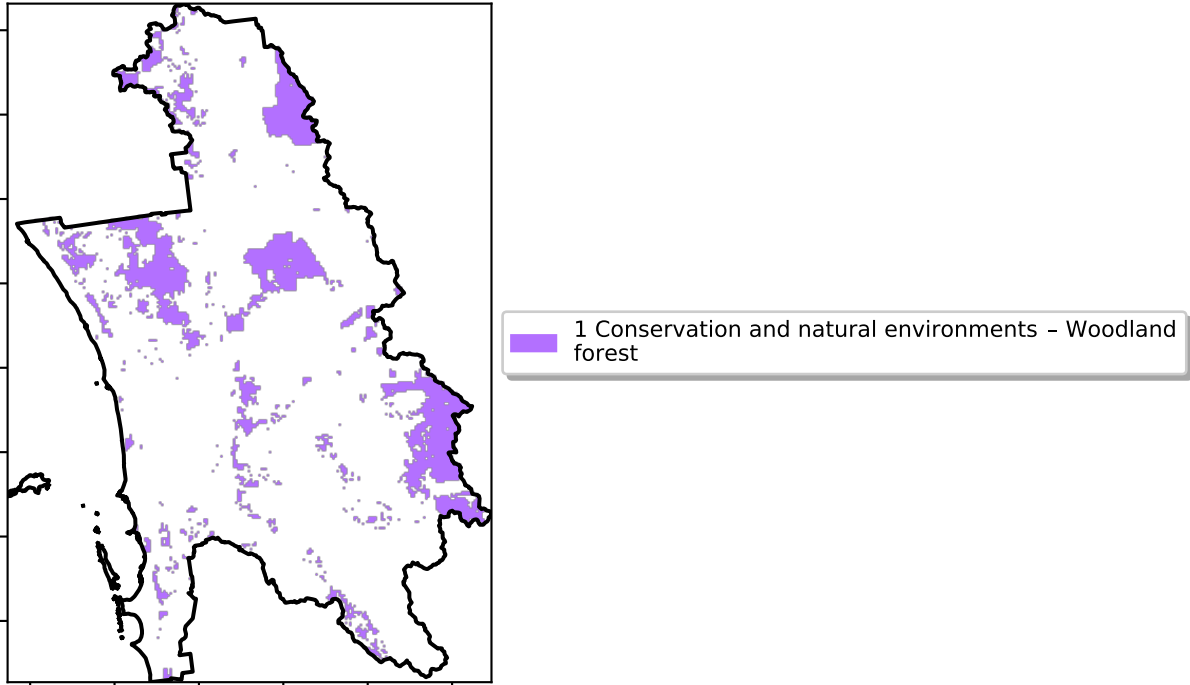 1 Conservation and natural environments – Woodland
forest